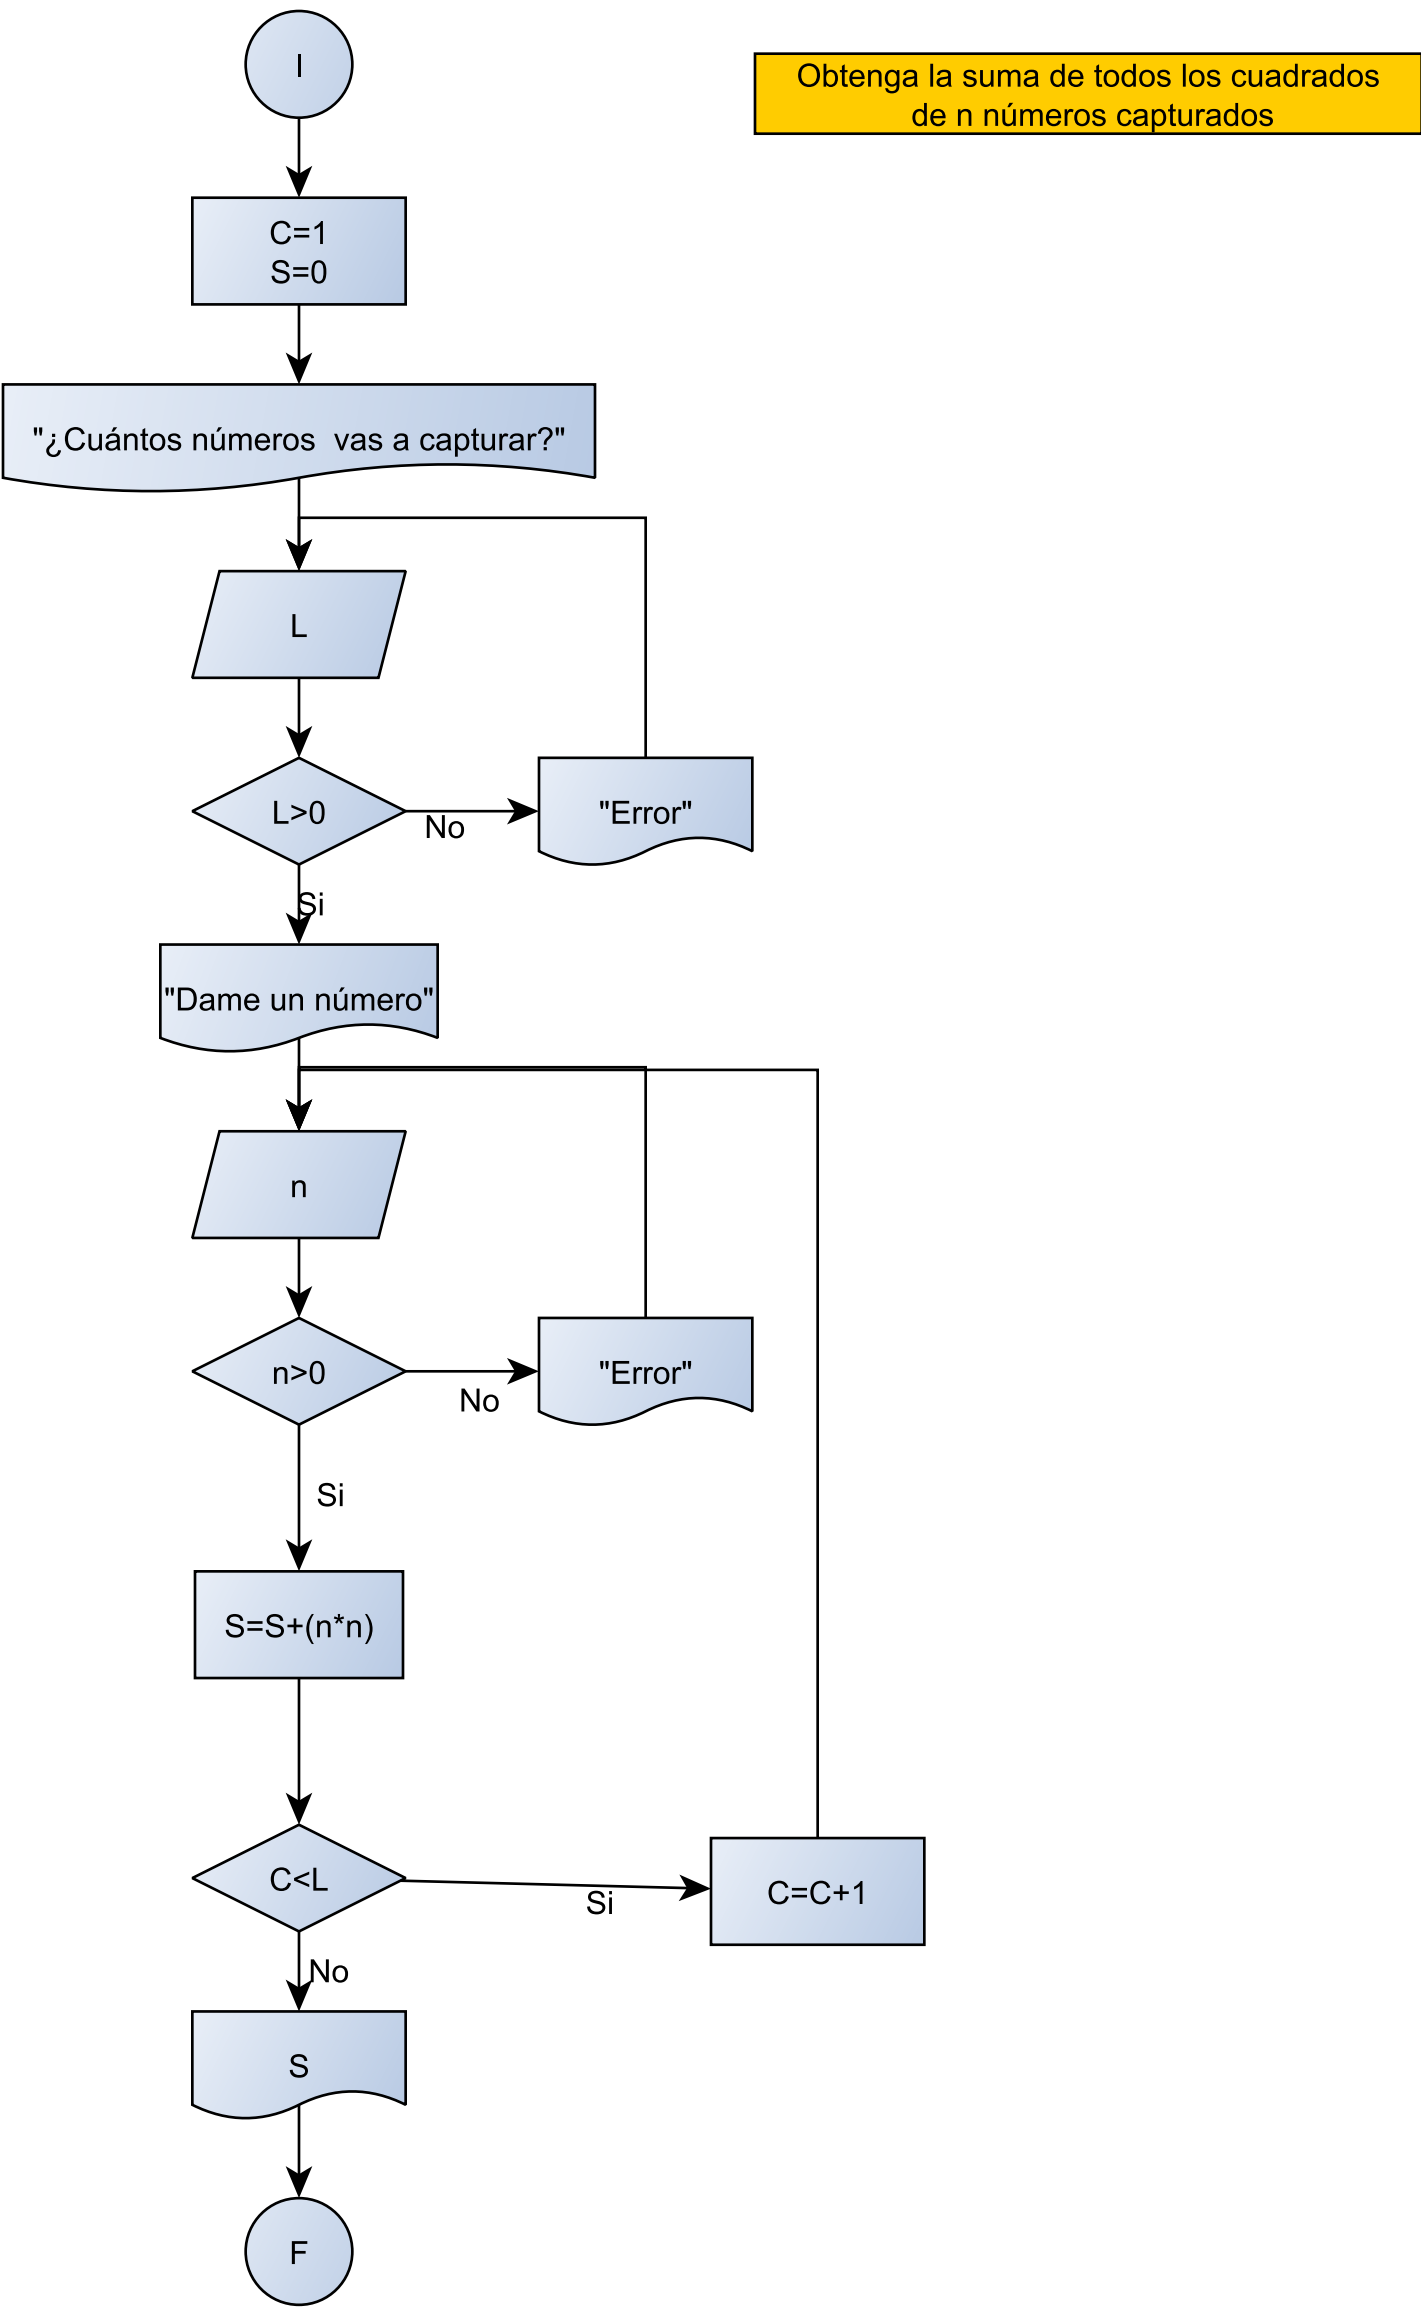 I
Obtenga la suma de todos los cuadrados
de n números capturados
C=1
S=0
"¿Cuántos números  vas a capturar?"
L
L>0
No
"Error"
Si
"Dame un número"
n
n>0
No
"Error"
Si
S=S+(n*n)
C<L
Si
C=C+1
No
S
F